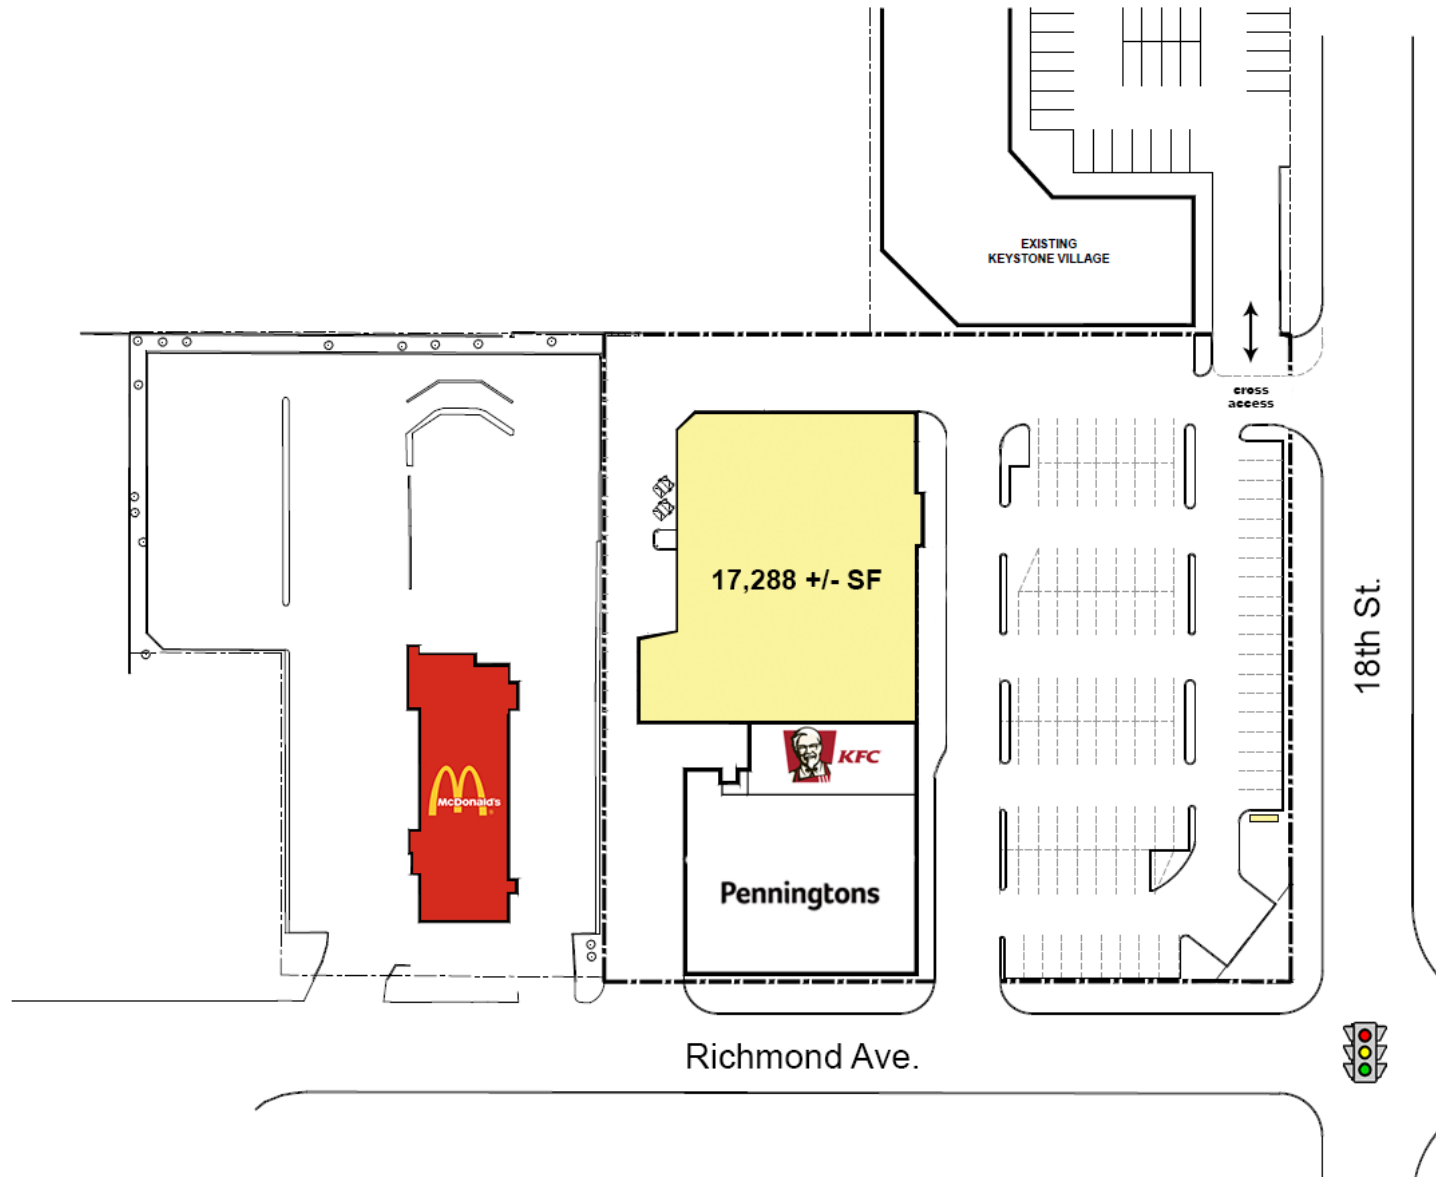 EXISTING
KEYSTONE VILLAGE
cross
access
17,288 +/- SF
18th St.
KFC
McDonald's
Penningtons
Richmond Ave.